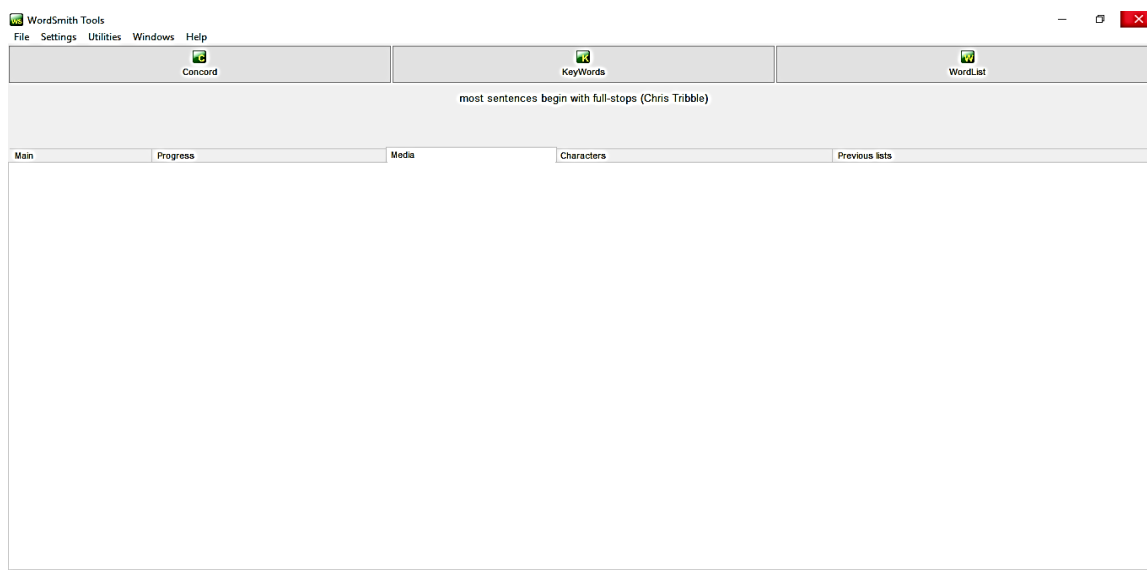 WS WordSmith Tools
File Settings Utilities Windows Help
C K W
Concord KeyWords WordList
most sentences begin with full-stops (Chris Tribble)
Main Progress Media Characters Previous lists